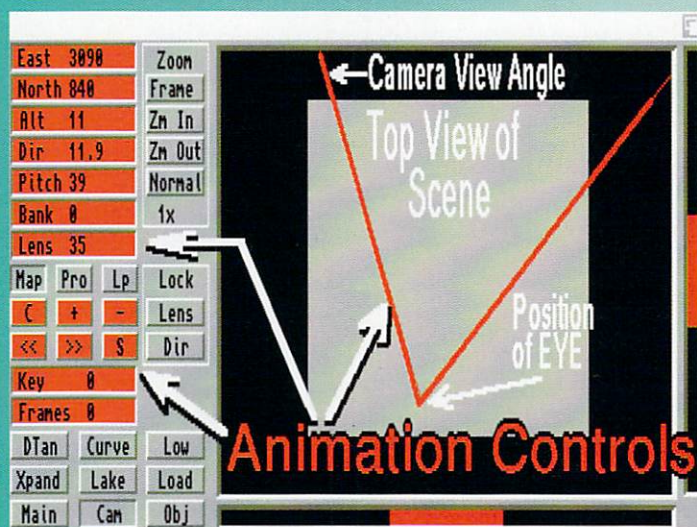 East 3090
North 840
Alt 11
Dir 11.9
Pitch 39
Bank 0
Lens 35
Zoom
Frame
Zm In
Zm Out
Normal
1x
Map Pro Lp Lock
C + - Lens
<< >> S Dir
Key 0
Frames 0
DTan Curve Low
Xpand Lake Load
Main Cam Obj
Camera View Angle
Top View of
Scene
Position
of EYE
Animation Controls